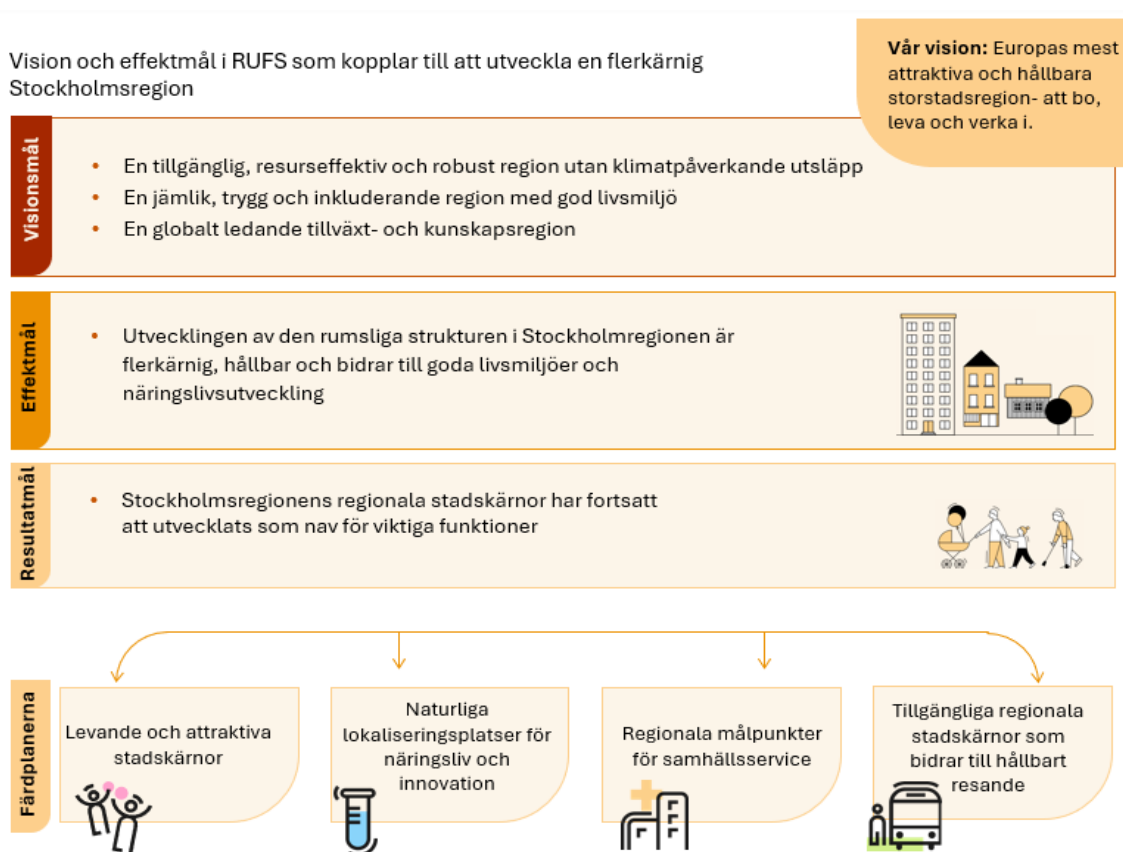 Vision och effektmål i RUFS som kopplar till att utveckla en flerkärnig
Stockholmsregion
Vår vision: Europas mest
attraktiva och hållbara
storstadsregion- att bo,
leva och verka i.
Visionsmål
• En tillgänglig, resurseffektiv och robust region utan klimatpåverkande utsläpp
• En jämlik, trygg och inkluderande region med god livsmiljö
• En globalt ledande tillväxt- och kunskapsregion
Effektmål
• Utvecklingen av den rumsliga strukturen i Stockholmregionen är
flerkärnig, hållbar och bidrar till goda livsmiljöer och
näringslivsutveckling
Resultatmål
• Stockholmsregionens regionala stadskärnor har fortsatt
att utvecklats som nav för viktiga funktioner
Färdplanerna
Levande och attraktiva
stadskärnor
Naturliga
lokaliseringsplatser för
näringsliv och
innovation
Regionala målpunkter
för samhällsservice
Tillgängliga regionala
stadskärnor som
bidrar till hållbart
resande